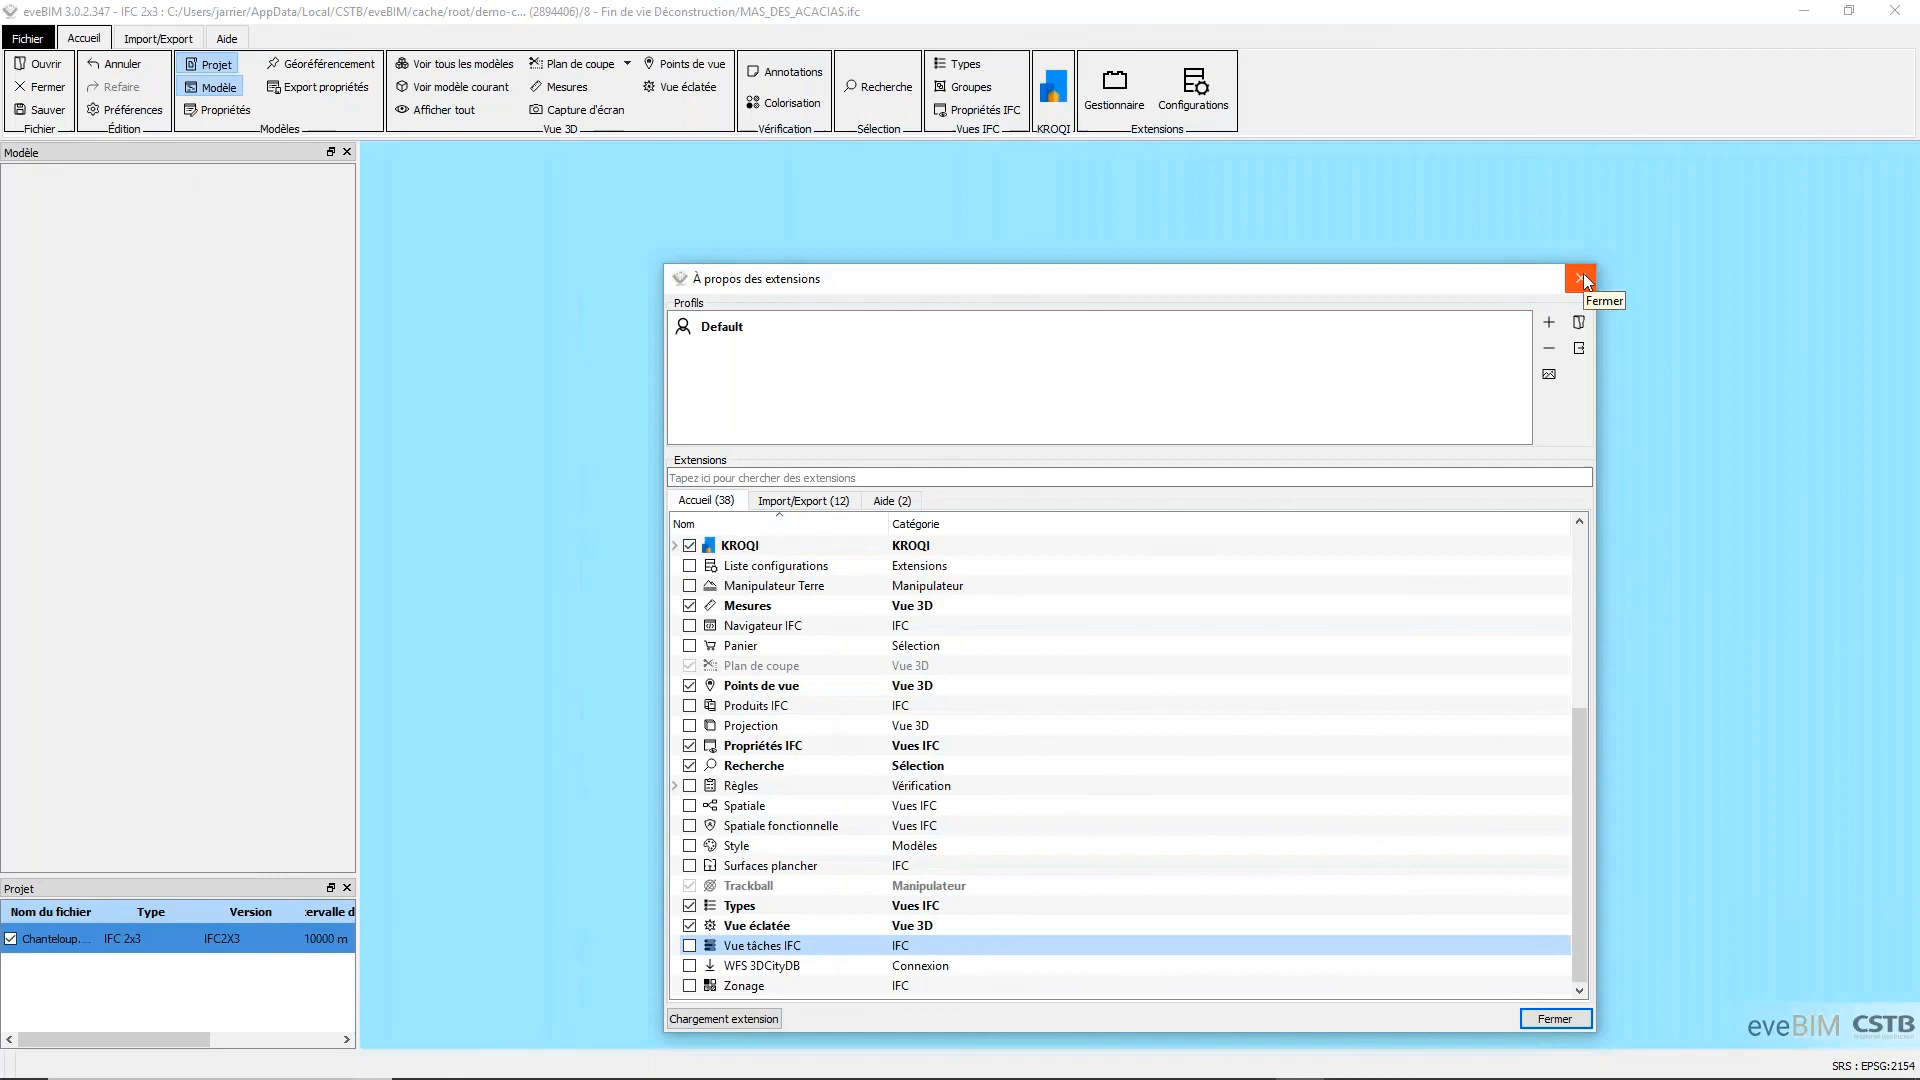 eveBIM 3.0.2.347 - IFC 2x3 : C:/Users/jarrier/AppData/Local/CSTB/eveBIM/cache/root/demo-c... (2894406)/8 - Fin de vie Déconstruction/MAS_DES_ACACIAS.ifc
Fichier Accueil Import/Export Aide
Ouvrir Annuler Projet Géoréférencement Voir tous les modèles Plan de coupe Points de vue Annotations Recherche Types
Fermer Refaire Modèle Export propriétés Voir modèle courant Mesures Vue éclatée Colorisation Groupes Gestionnaire Configurations
Sauver Préférences Propriétés Afficher tout Capture d'écran Propriétés IFC
Fichier Édition Modèles Vue 3D Vérification Sélection Vues IFC KROQI Extensions
Modèle
À propos des extensions
Fermer
Profils
Default
Extensions
Tapez ici pour chercher des extensions
Accueil (38) Import/Export (12) Aide (2)
Nom Catégorie
KROQI KROQI
Liste configurations Extensions
Manipulateur Terre Manipulateur
Mesures Vue 3D
Navigateur IFC IFC
Panier Sélection
Plan de coupe Vue 3D
Points de vue Vue 3D
Produits IFC IFC
Projection Vue 3D
Propriétés IFC Vues IFC
Recherche Sélection
Règles Vérification
Spatiale Vues IFC
Spatiale fonctionnelle Vues IFC
Style Modèles
Surfaces plancher IFC
Trackball Manipulateur
Types Vues IFC
Vue éclatée Vue 3D
Vue tâches IFC IFC
WFS 3DCityDB Connexion
Zonage IFC
Chargement extension Fermer
Projet
Nom du fichier Type Version :ervalle d
Chanteloup.... IFC 2x3 IFC2X3 10000 m
eveBIM CSTB
SRS : EPSG:2154